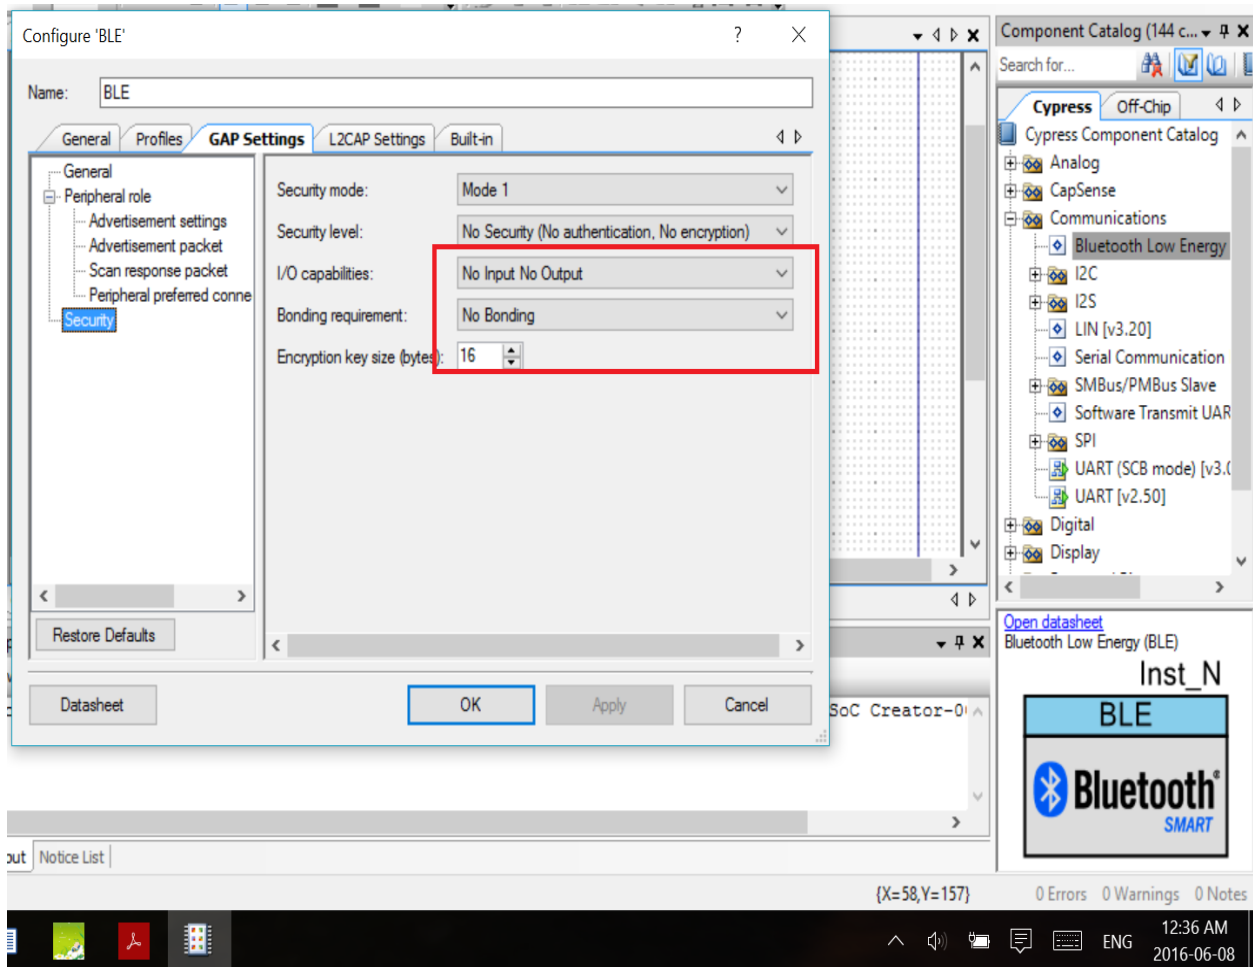 Configure 'BLE'
?
Name: BLE
General Profiles GAP Settings L2CAP Settings Built-in
General
Peripheral role
Advertisement settings
Advertisement packet
Scan response packet
Peripheral preferred conne
Security
Restore Defaults
Security mode: Mode 1
Security level: No Security (No authentication, No encryption)
I/O capabilities: No Input No Output
Bonding requirement: No Bonding
Encryption key size (bytes): 16
Datasheet OK Apply Cancel
Component Catalog (144 c...
Search for...
Cypress Off-Chip
Cypress Component Catalog
Analog
CapSense
Communications
Bluetooth Low Energy
I2C
I2S
LIN [v3.20]
Serial Communication
SMBus/PMBus Slave
Software Transmit UAR
SPI
UART (SCB mode) [v3.0
UART [v2.50]
Digital
Display
Open datasheet
Bluetooth Low Energy (BLE)
Inst_N
BLE
Bluetooth®
SMART
SoC Creator-0
out Notice List
{X=58,Y=157} 0 Errors 0 Warnings 0 Notes
ENG
12:36 AM
2016-06-08